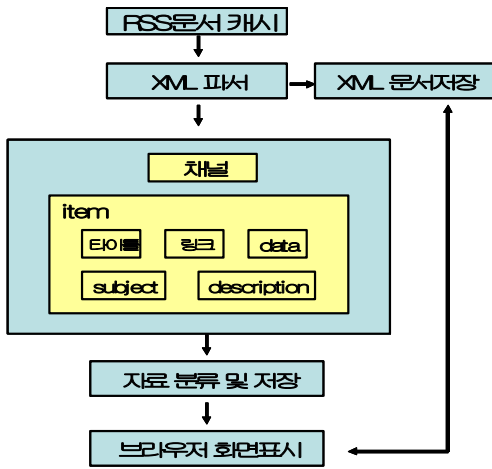 RSS문서 캐시
XML 파서
XML 문서저장
채널
item
타이틀
링크
data
subject
description
자료 분류 및 저장
브라우저 화면표시